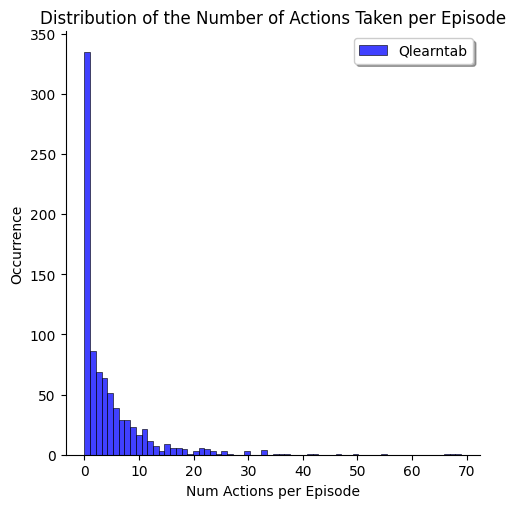 Distribution of the Number of Actions Taken per Episode
350
300
250
200
150
100
50
0
Occurrence
Qlearntab
0 10 20 30 40 50 60 70
Num Actions per Episode